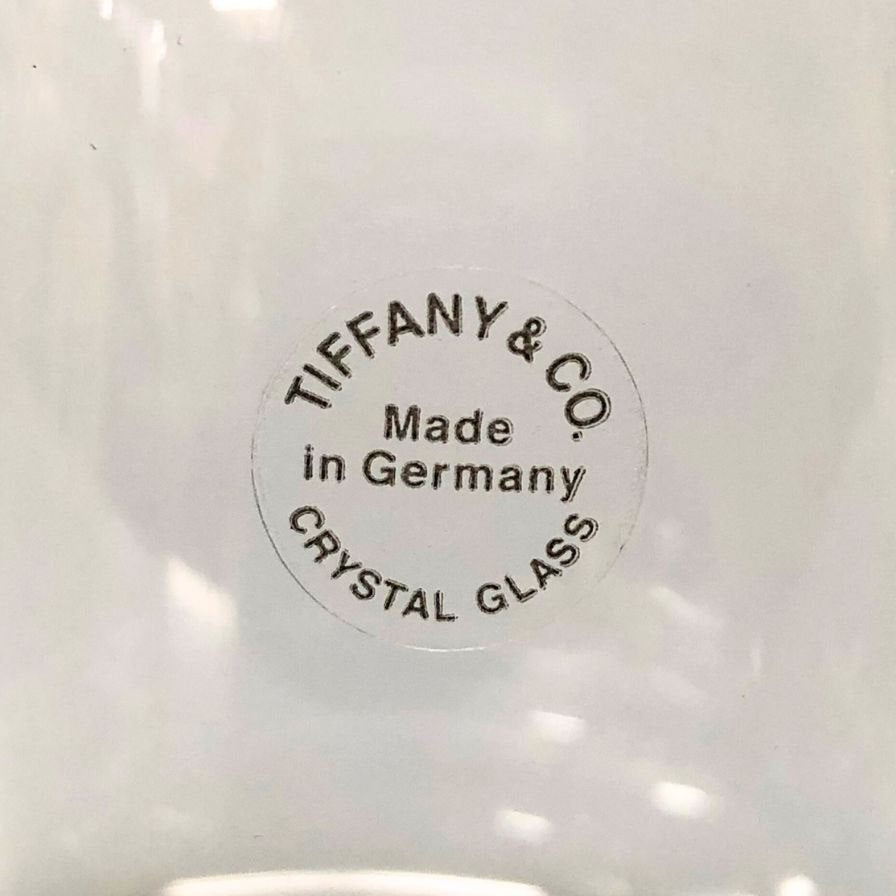 TIFFANY & CO.
Made
in Germany
CRYSTAL GLASS